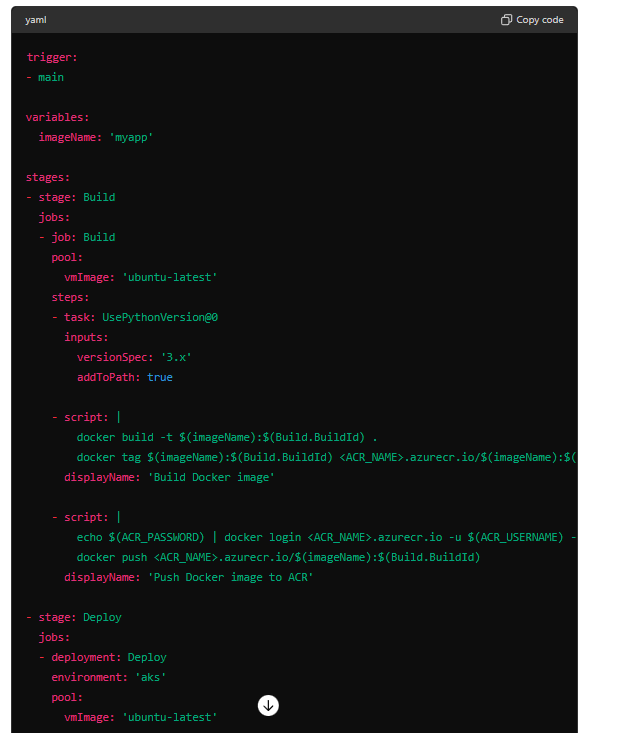 yaml
Copy code
trigger:
- main
variables:
  imageName: 'myapp'
stages:
- stage: Build
  jobs:
  - job: Build
    pool:
      vmImage: 'ubuntu-latest'
    steps:
    - task: UsePythonVersion@0
      inputs:
        versionSpec: '3.x'
        addToPath: true
    - script: |
        docker build -t $(imageName):$(Build.BuildId) .
        docker tag $(imageName):$(Build.BuildId) <ACR_NAME>.azurecr.io/$(imageName):$(
      displayName: 'Build Docker image'
    - script: |
        echo $(ACR_PASSWORD) | docker login <ACR_NAME>.azurecr.io -u $(ACR_USERNAME) -
        docker push <ACR_NAME>.azurecr.io/$(imageName):$(Build.BuildId)
      displayName: 'Push Docker image to ACR'
- stage: Deploy
  jobs:
  - deployment: Deploy
    environment: 'aks'
    pool:
      vmImage: 'ubuntu-latest'